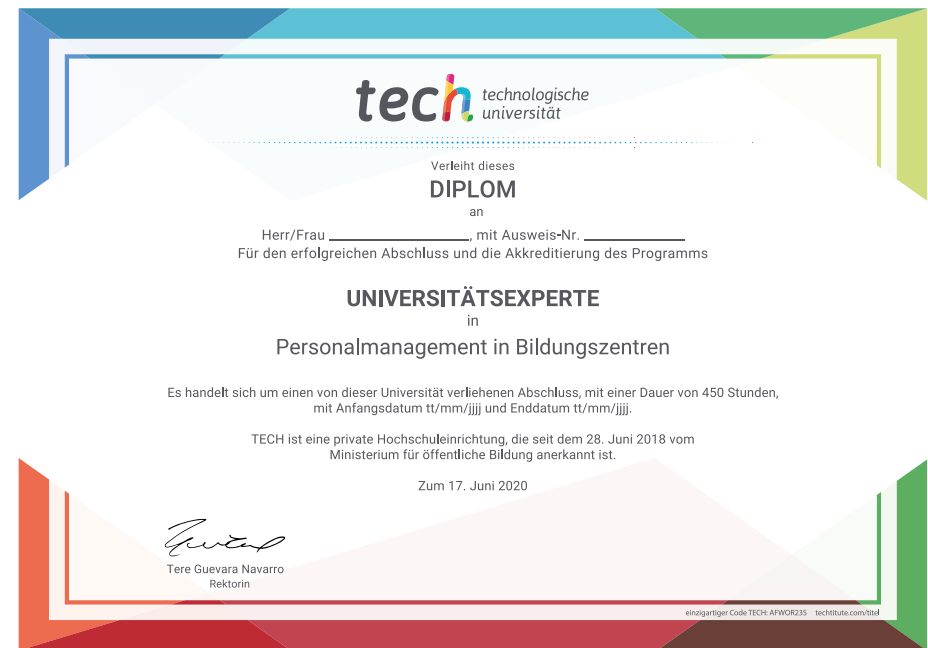 tech technologische
universität
Verleiht dieses
DIPLOM
an
Herr/Frau ____________, mit Ausweis-Nr. ____________
Für den erfolgreichen Abschluss und die Akkreditierung des Programms
UNIVERSITÄTSEXPERTE
in
Personalmanagement in Bildungszentren
Es handelt sich um einen von dieser Universität verliehenen Abschluss, mit einer Dauer von 450 Stunden,
mit Anfangsdatum tt/mm/jjjj und Enddatum tt/mm/jjjj.
TECH ist eine private Hochschuleinrichtung, die seit dem 28. Juni 2018 vom
Ministerium für öffentliche Bildung anerkannt ist.
Zum 17. Juni 2020
Tere Guevara Navarro
Rektorin
einzigartiger Code TECH: AFWOR23S techtitute.com/titel